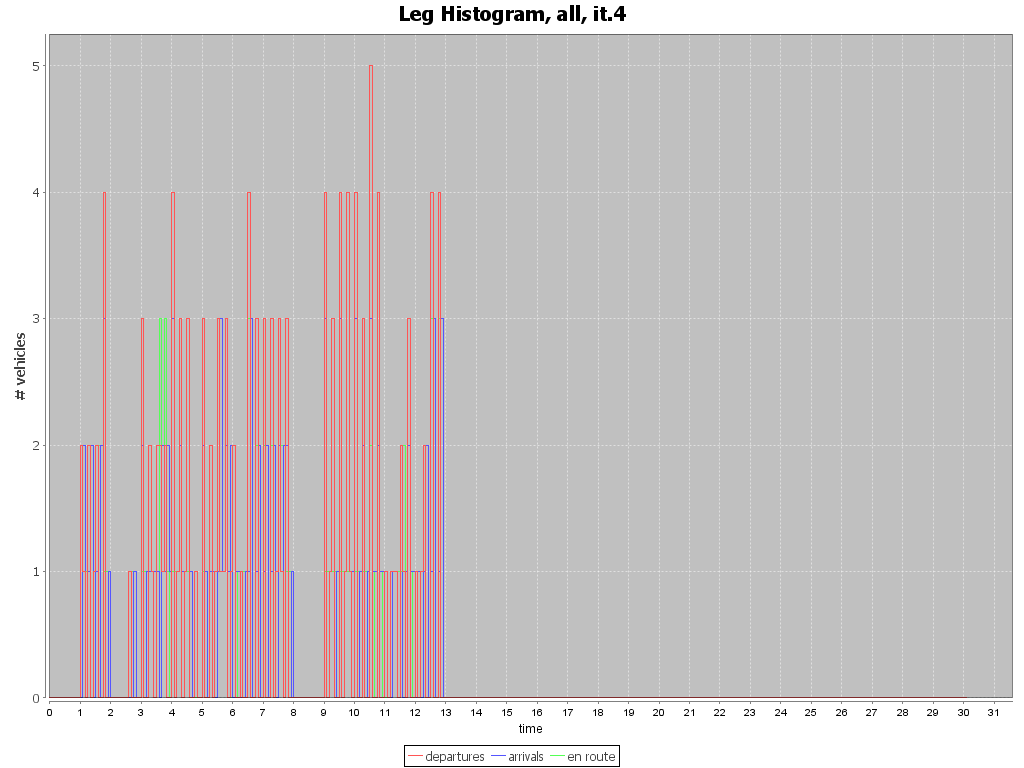 Leg Histogram, all, it.4
5
4
3
2
1
0
# vehicles
0 1 2 3 4 5 6 7 8 9 10 11 12 13 14 15 16 17 18 19 20 21 22 23 24 25 26 27 28 29 30 31
time
departures arrivals en route